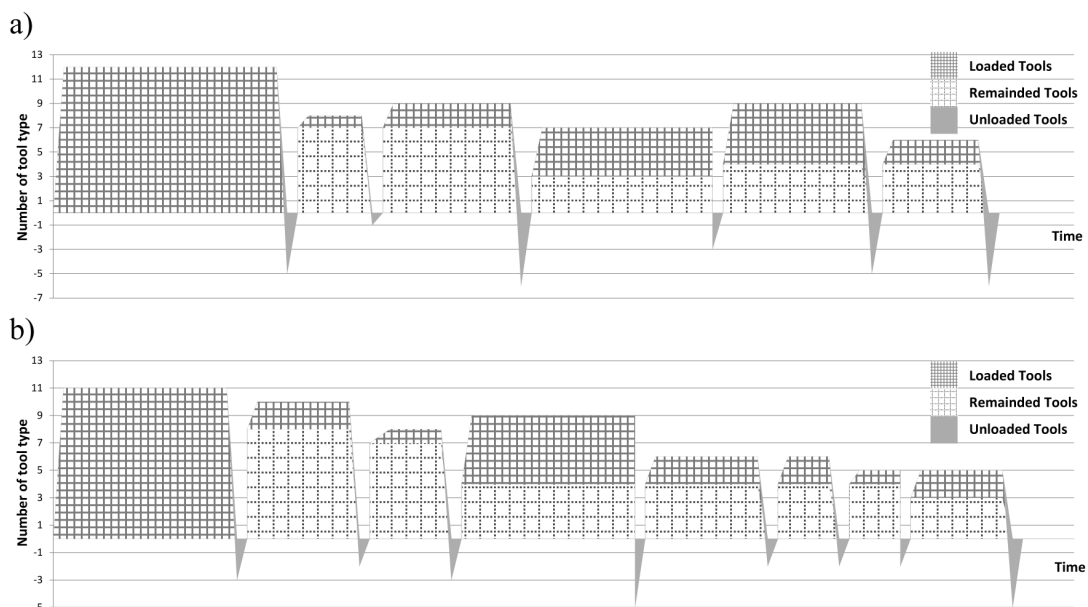 a)
13
11
9
7
5
3
1
-1
-3
-5
-7
Number of tool type
Loaded Tools
Remainded Tools
Unloaded Tools
Time
b)
13
11
9
7
5
3
1
-1
-3
-5
Number of tool type
Loaded Tools
Remainded Tools
Unloaded Tools
Time